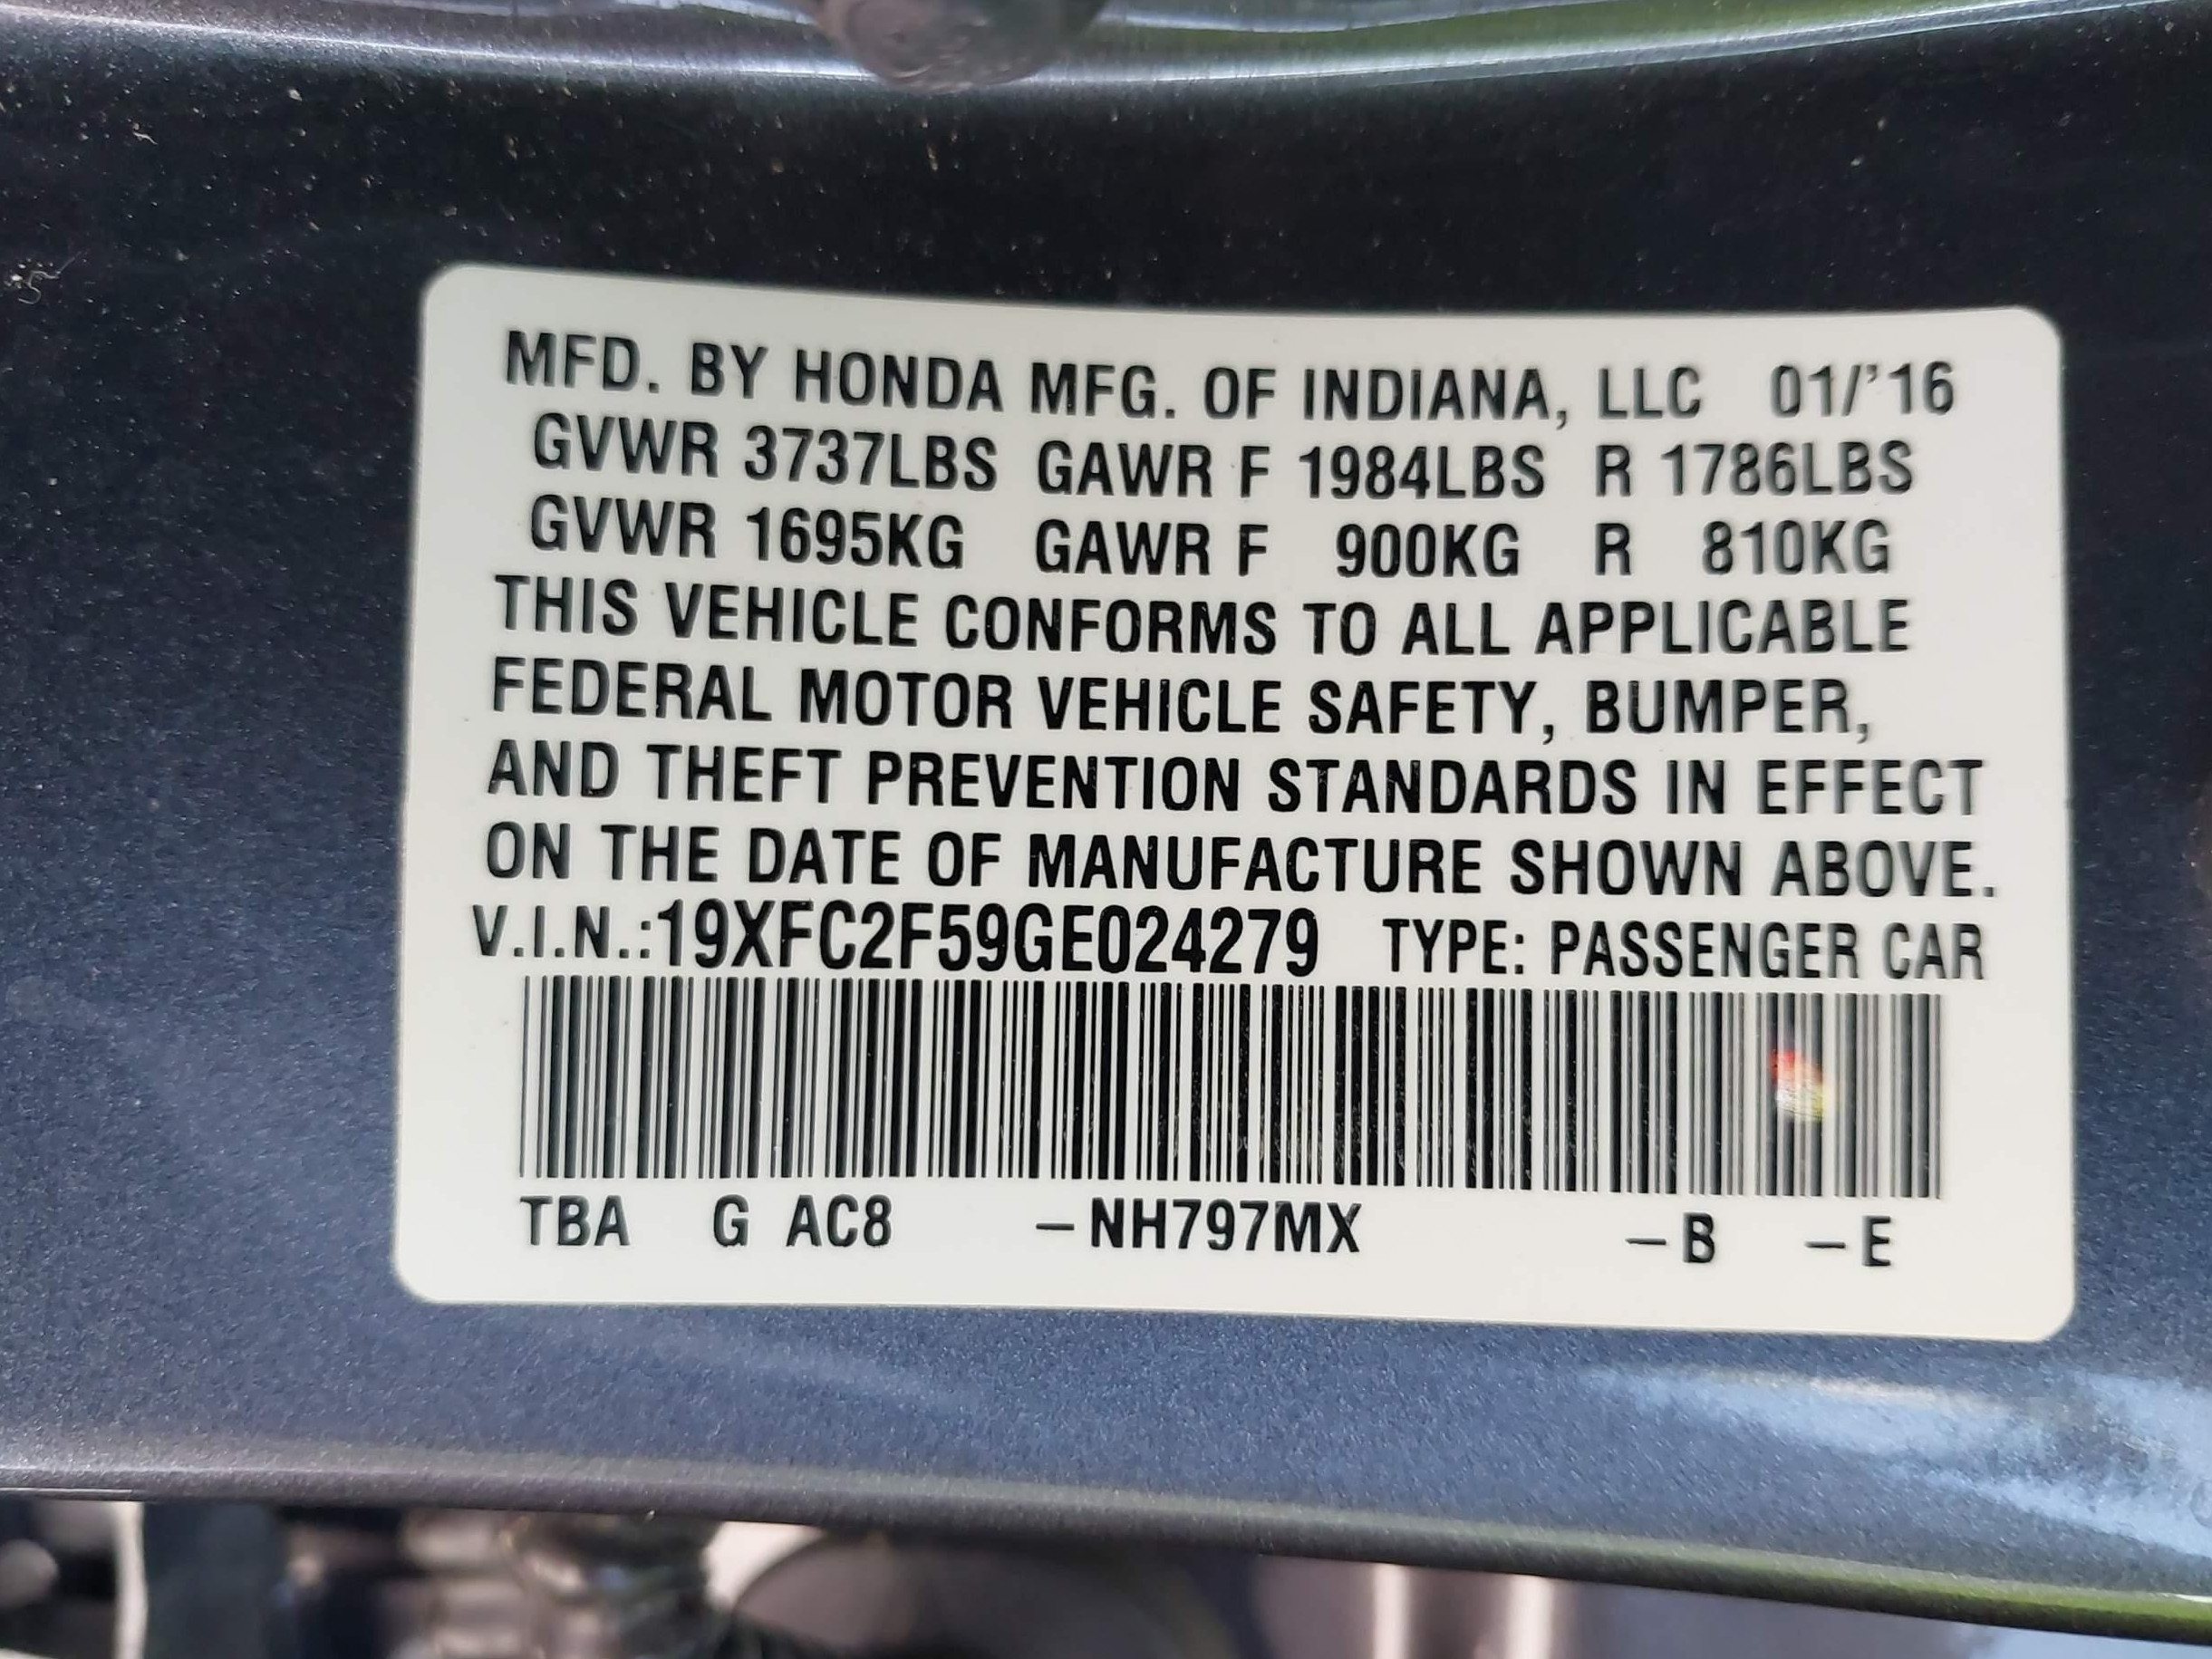 MFD. BY HONDA MFG. OF INDIANA, LLC 01/'16
GVWR 3737LBS GAWR F 1984LBS R 1786LBS
GVWR 1695KG GAWR F 900KG R 810KG
THIS VEHICLE CONFORMS TO ALL APPLICABLE
FEDERAL MOTOR VEHICLE SAFETY, BUMPER,
AND THEFT PREVENTION STANDARDS IN EFFECT
ON THE DATE OF MANUFACTURE SHOWN ABOVE.
V.I.N.:19XFC2F59GE024279 TYPE: PASSENGER CAR
TBA G AC8 –NH797MX –B –E